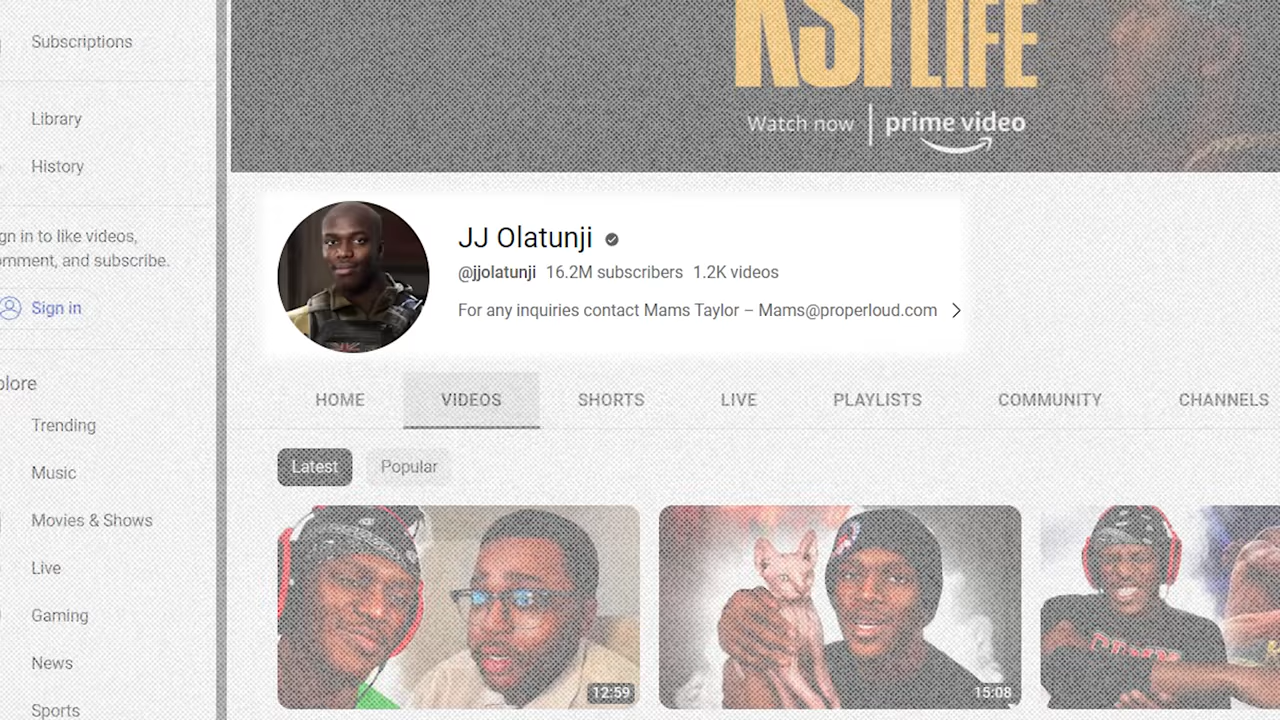 Subscriptions
Library
History
gn in to like videos,
omment, and subscribe.
Sign in
plore
Trending
Music
Movies & Shows
Live
Gaming
News
Sports
KSI LIFE
Watch now | prime video
JJ Olatunji
@jjolatunji 16.2M subscribers 1.2K videos
For any inquiries contact Mams Taylor – Mams@properloud.com
HOME VIDEOS SHORTS LIVE PLAYLISTS COMMUNITY CHANNELS
Latest Popular
12:59
15:08